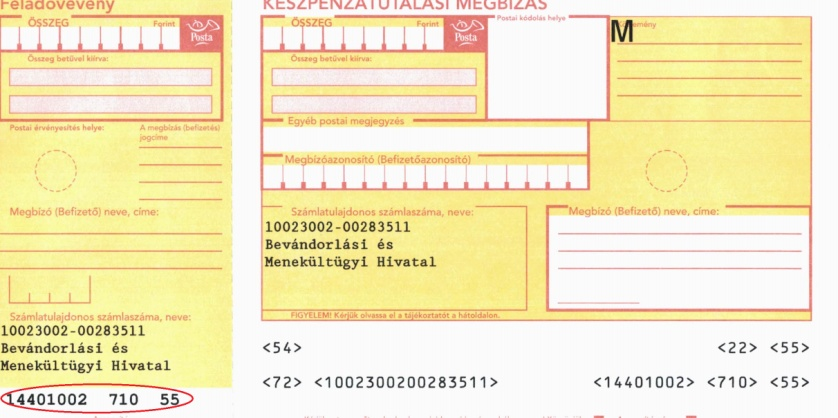 Feladóvevény
ÖSSZEG Forint
Posta
Összeg betűvel kiírva:
Postai érvényesítés helye:
A megbízás (befizetés) jogcíme
Megbízó (Befizető) neve, címe:
Számlatulajdonos számlaszáma, neve:
10023002-00283511
Bevándorlási és
Menekültügyi Hivatal
14401002 710 55
KÉSZPÉNZÁTUTALÁSI MEGBÍZÁS
ÖSSZEG Forint
Posta
Összeg betűvel kiírva:
Postai kódolás helye
M
Egyéb postai megjegyzés
Megbízóazonosító (Befizetőazonosító)
Számlatulajdonos számlaszáma, neve:
10023002-00283511
Bevándorlási és
Menekültügyi Hivatal
Megbízó (Befizető) neve, címe:
FIGYELEM! Kérjük olvassa el a tájékoztatót a hátoldalon.
<54> <22> <55>
<72> <1002300200283511> <14401002> <710> <55>